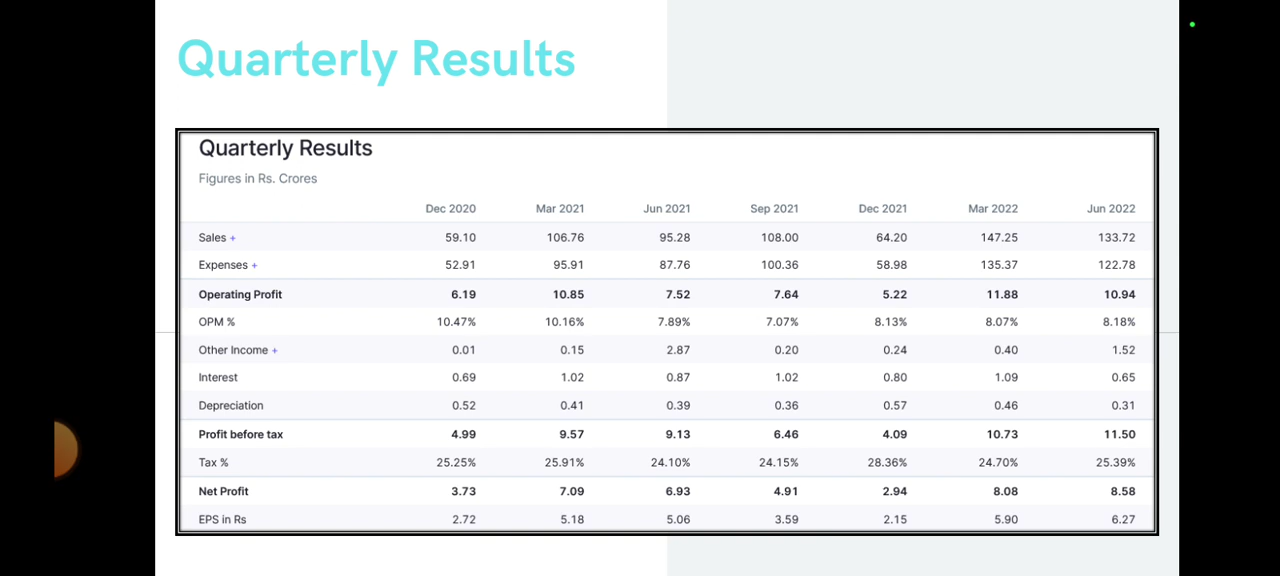 Quarterly Results
Quarterly Results
Figures in Rs. Crores
Dec 2020 Mar 2021 Jun 2021 Sep 2021 Dec 2021 Mar 2022 Jun 2022
Sales + 59.10 106.76 95.28 108.00 64.20 147.25 133.72
Expenses + 52.91 95.91 87.76 100.36 58.98 135.37 122.78
Operating Profit 6.19 10.85 7.52 7.64 5.22 11.88 10.94
OPM % 10.47% 10.16% 7.89% 7.07% 8.13% 8.07% 8.18%
Other Income + 0.01 0.15 2.87 0.20 0.24 0.40 1.52
Interest 0.69 1.02 0.87 1.02 0.80 1.09 0.65
Depreciation 0.52 0.41 0.39 0.36 0.57 0.46 0.31
Profit before tax 4.99 9.57 9.13 6.46 4.09 10.73 11.50
Tax % 25.25% 25.91% 24.10% 24.15% 28.36% 24.70% 25.39%
Net Profit 3.73 7.09 6.93 4.91 2.94 8.08 8.58
EPS in Rs 2.72 5.18 5.06 3.59 2.15 5.90 6.27